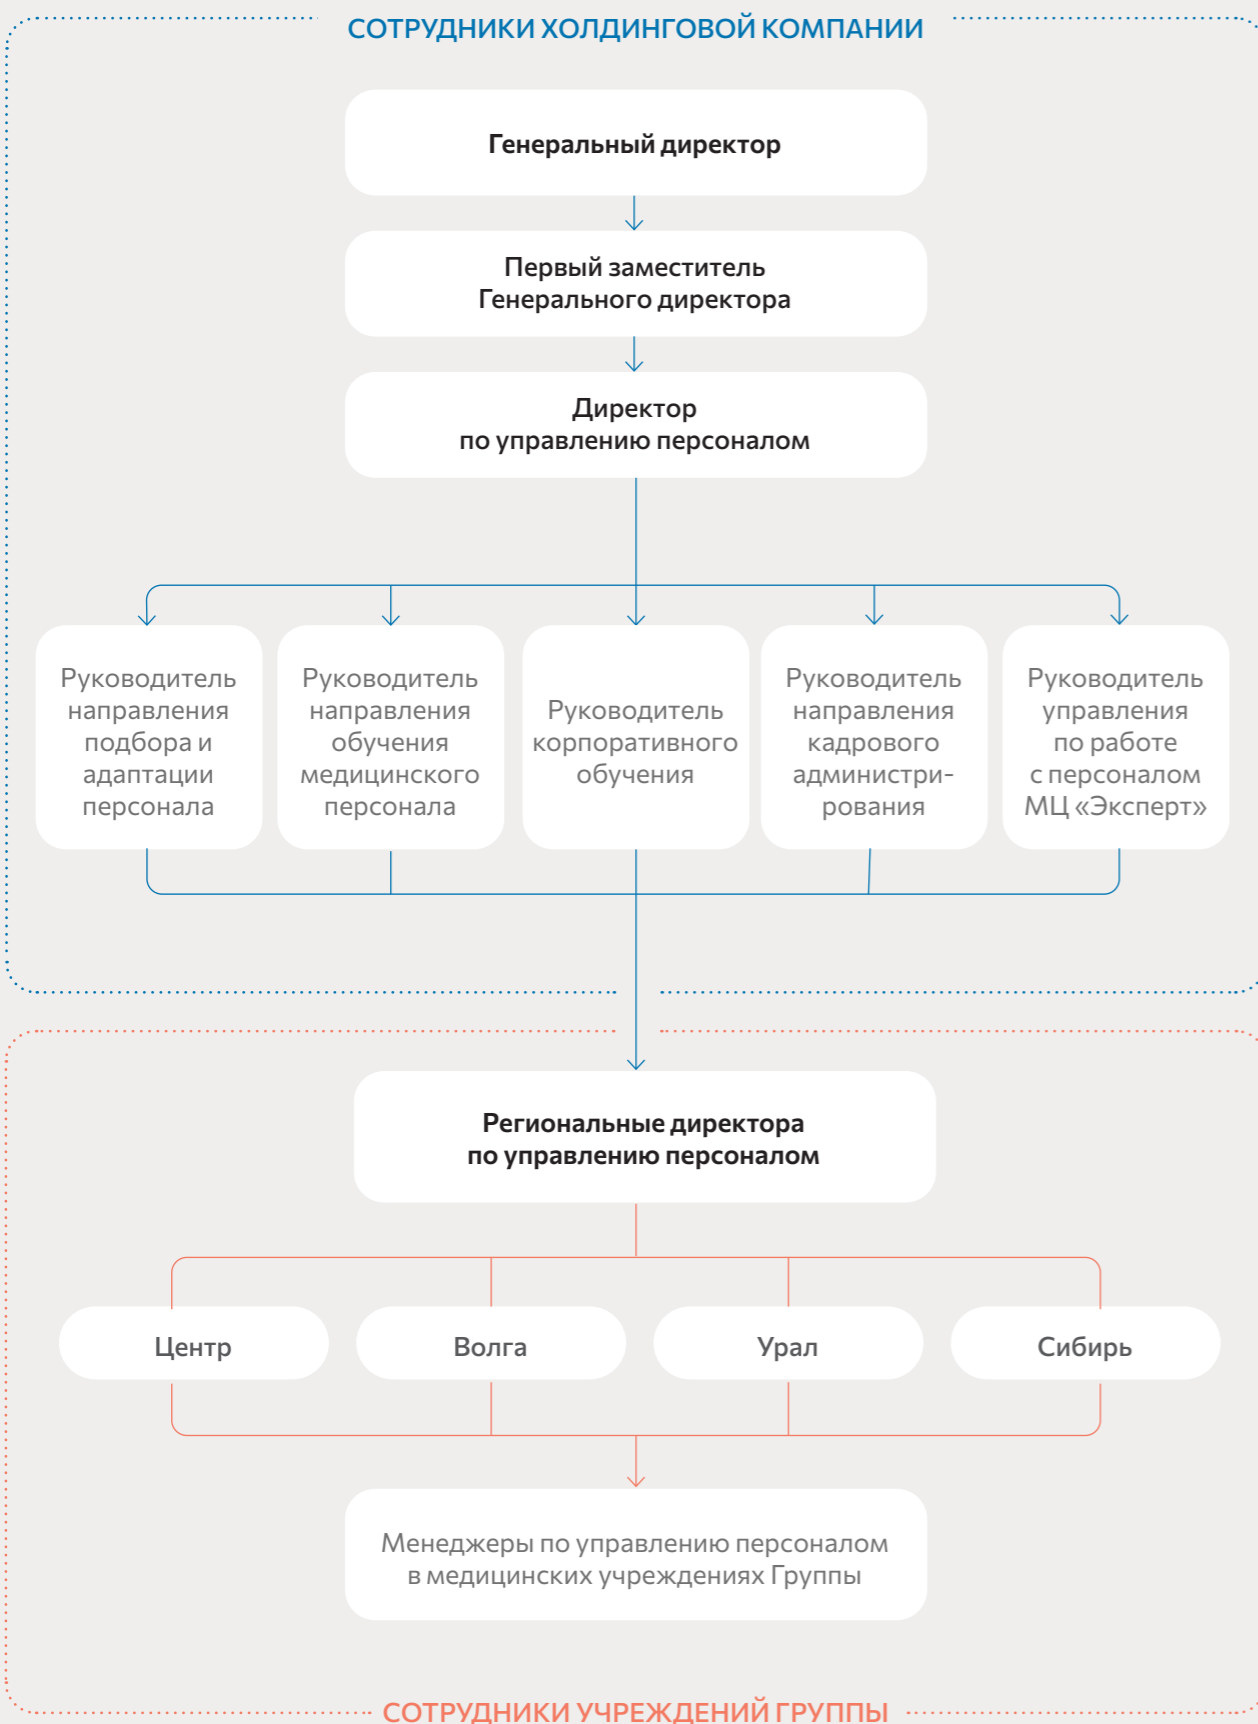 СОТРУДНИКИ ХОЛДИНГОВОЙ КОМПАНИИ
Генеральный директор
Первый заместитель
Генерального директора
Директор
по управлению персоналом
Руководитель
направления
подбора и
адаптации
персонала
Руководитель
направления
обучения
медицинского
персонала
Руководитель
корпоративного
обучения
Руководитель
направления
кадрового
администри-
рования
Руководитель
управления
по работе
с персоналом
МЦ «Эксперт»
Региональные директора
по управлению персоналом
Центр
Волга
Урал
Сибирь
Менеджеры по управлению персоналом
в медицинских учреждениях Группы
СОТРУДНИКИ УЧРЕЖДЕНИЙ ГРУППЫ